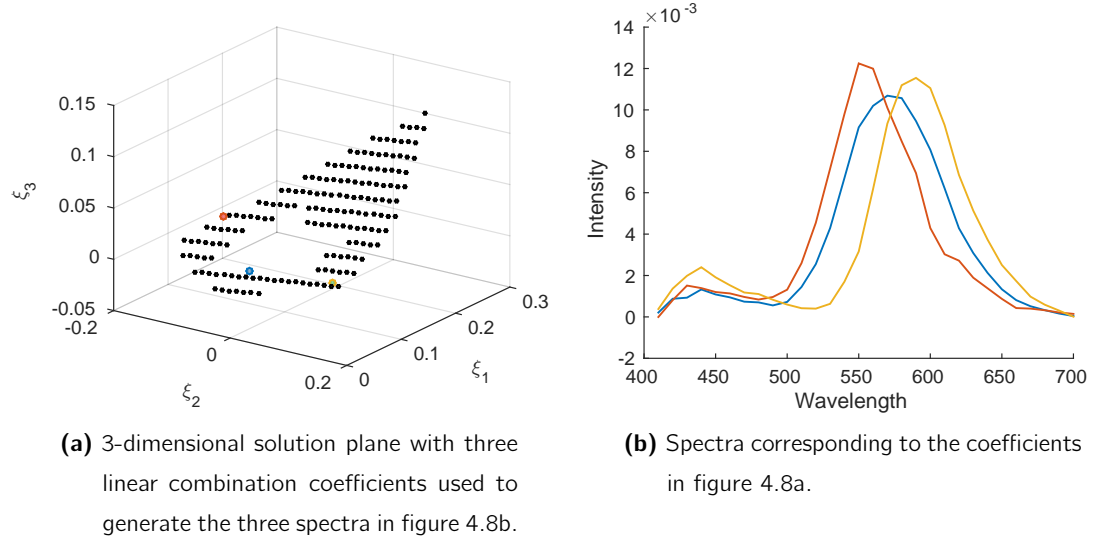 0.15
0.1
0.05
0
-0.05
ξ3
-0.2
0
0.2
ξ2
0
0.1
0.2
0.3
ξ1
×10 -3
14
12
10
8
6
4
2
0
-2
Intensity
400 450 500 550 600 650 700
Wavelength
(a) 3-dimensional solution plane with three
linear combination coefficients used to
generate the three spectra in figure 4.8b.
(b) Spectra corresponding to the coefficients
in figure 4.8a.